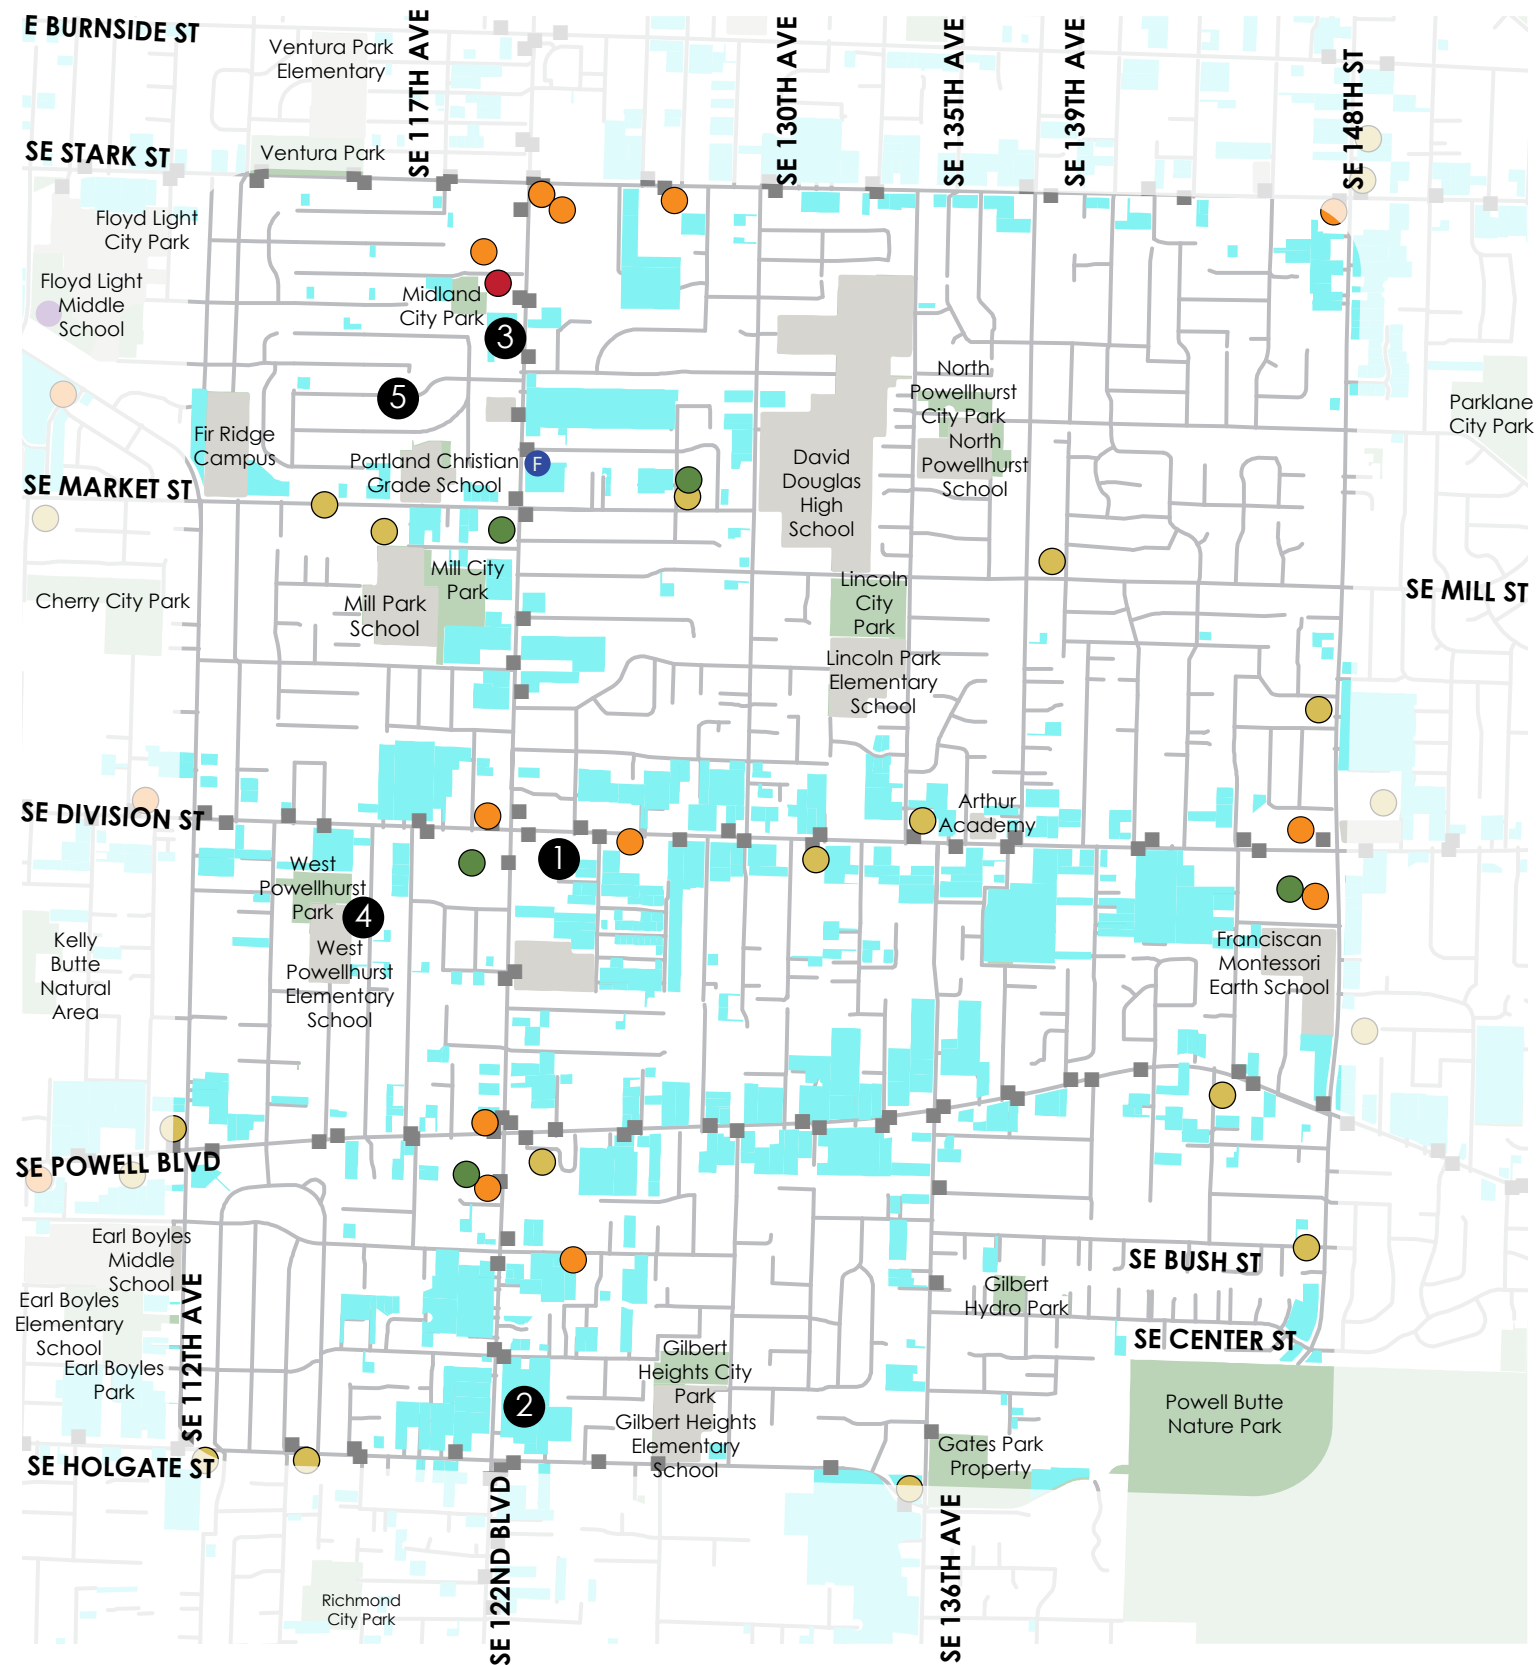 E BURNSIDE ST
Ventura Park
Elementary
SE 117TH AVE
SE 130TH AVE
SE 135TH AVE
SE 139TH AVE
SE 148TH ST
SE STARK ST
Ventura Park
Floyd Light
City Park
Floyd Light
Middle
School
Midland
City Park
3
5
North
Powellhurst
City Park
North
Powellhurst
School
Parklane
City Park
Fir Ridge
Campus
Portland Christian
Grade School
F
David
Douglas
High
School
SE MARKET ST
Mill City
Park
Mill Park
School
Cherry City Park
Lincoln
City
Park
SE MILL ST
Lincoln Park
Elementary
School
SE DIVISION ST
Arthur
Academy
1
West
Powellhurst
Park
4
West
Powellhurst
Elementary
School
Kelly
Butte
Natural
Area
Franciscan
Montessori
Earth School
SE POWELL BLVD
Earl Boyles
Middle
School
Earl Boyles
Elementary
School
Earl Boyles
Park
SE 112TH AVE
SE BUSH ST
Gilbert
Hydro Park
SE CENTER ST
Gilbert
Heights City
Park
Gilbert Heights
Elementary
School
2
Powell Butte
Nature Park
Gates Park
Property
SE HOLGATE ST
SE 122ND BLVD
SE 136TH AVE
Richmond
City Park